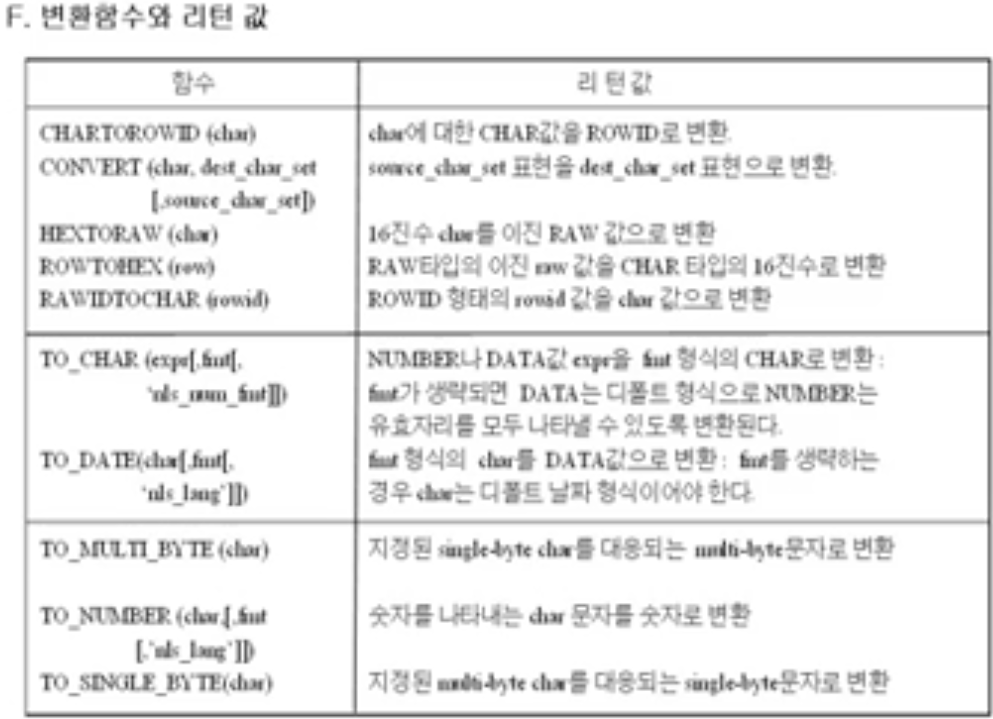 F. 변환함수와 리턴 값
함수 리턴값
CHARTOROWID (char) char에 대한 CHAR값을 ROWID로 변환.
CONVERT (char, dest_char_set source_char_set 표현을 dest_char_set 표현으로 변환.
[,source_char_set])
HEXTORAW (char) 16진수 char를 이진 RAW 값으로 변환
ROWTOHEX (row) RAW타입의 이진 raw 값을 CHAR 타입의 16진수로 변환
RAWIDTOCHAR (rowid) ROWID 형태의 rowid 값을 char 값으로 변환
TO_CHAR (expr[,fmt[, NUMBER나 DATA값 expr을 fmt 형식의 CHAR로 변환 :
'nls_num_fmt]]) fmt가 생략되면 DATA는 디폴트 형식으로 NUMBER는
유효자리를 모두 나타낼 수 있도록 변환된다.
TO_DATE(char[,fmt[, fmt 형식의 char를 DATA값으로 변환 : fmt를 생략하는
'nls_lang']]) 경우 char는 디폴트 날짜 형식이어야 한다.
TO_MULTI_BYTE (char) 지정된 single-byte char를 대응되는 multi-byte문자로 변환
TO_NUMBER (char,[,fmt 숫자를 나타내는 char 문자를 숫자로 변환
[,'nls_lang']])
TO_SINGLE_BYTE(char) 지정된 multi-byte char를 대응되는 single-byte문자로 변환